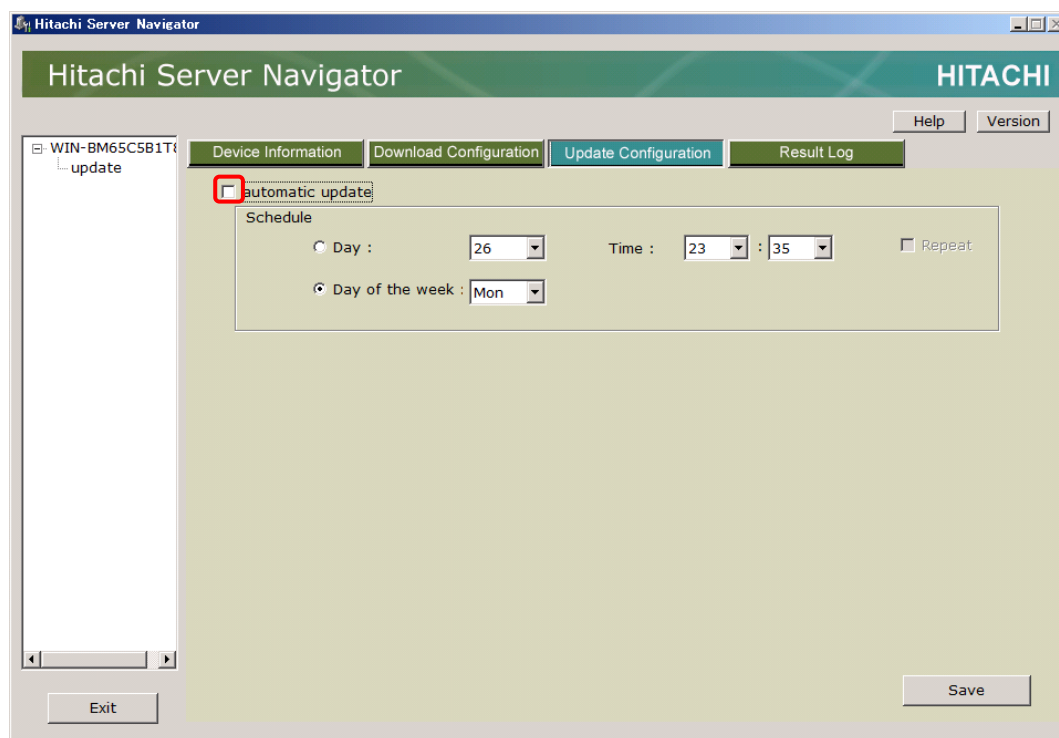 Hitachi Server Navigator
Hitachi Server Navigator HITACHI
Help Version
WIN-BM65C5B1T8
update
Device Information Download Configuration Update Configuration Result Log
automatic update
Schedule
Day : 26 Time : 23 : 35 Repeat
Day of the week : Mon
Save
Exit